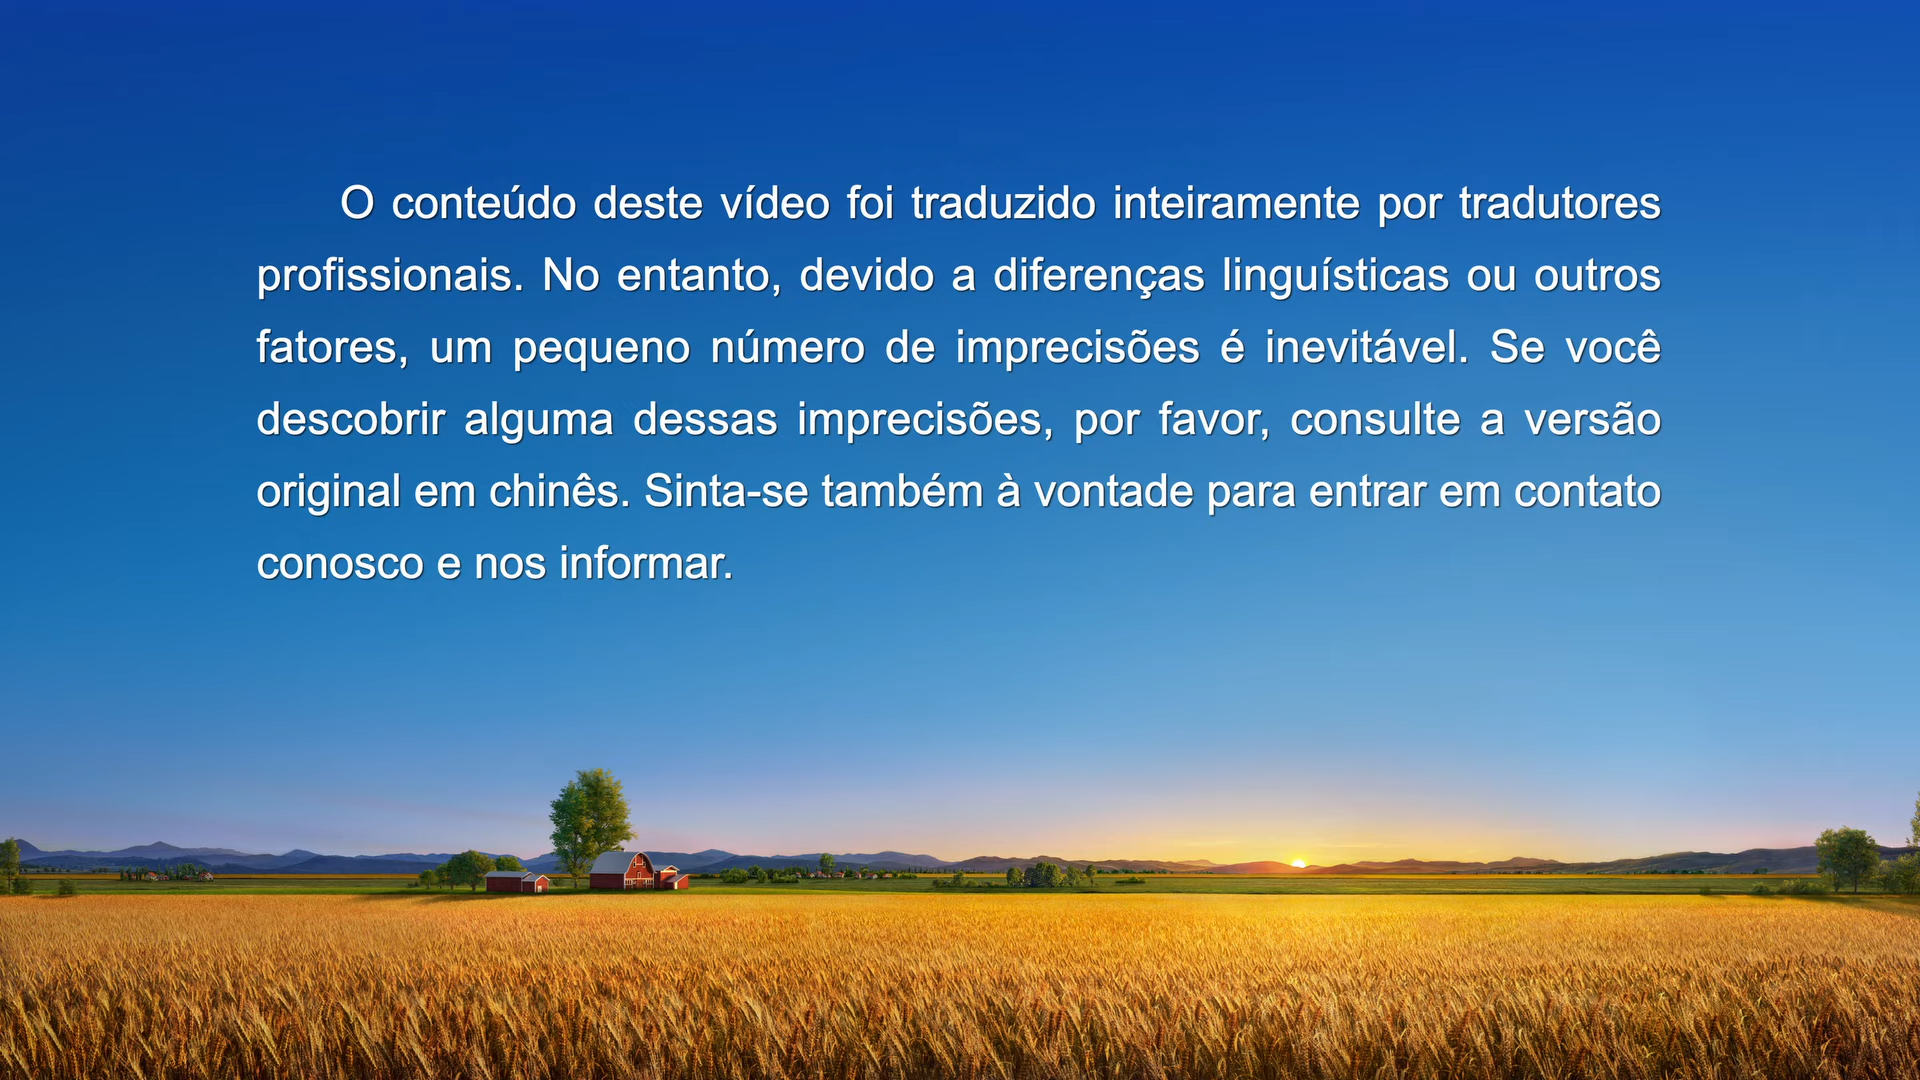 O conteúdo deste vídeo foi traduzido inteiramente por tradutores
profissionais. No entanto, devido a diferenças linguísticas ou outros
fatores, um pequeno número de imprecisões é inevitável. Se você
descobrir alguma dessas imprecisões, por favor, consulte a versão
original em chinês. Sinta-se também à vontade para entrar em contato
conosco e nos informar.